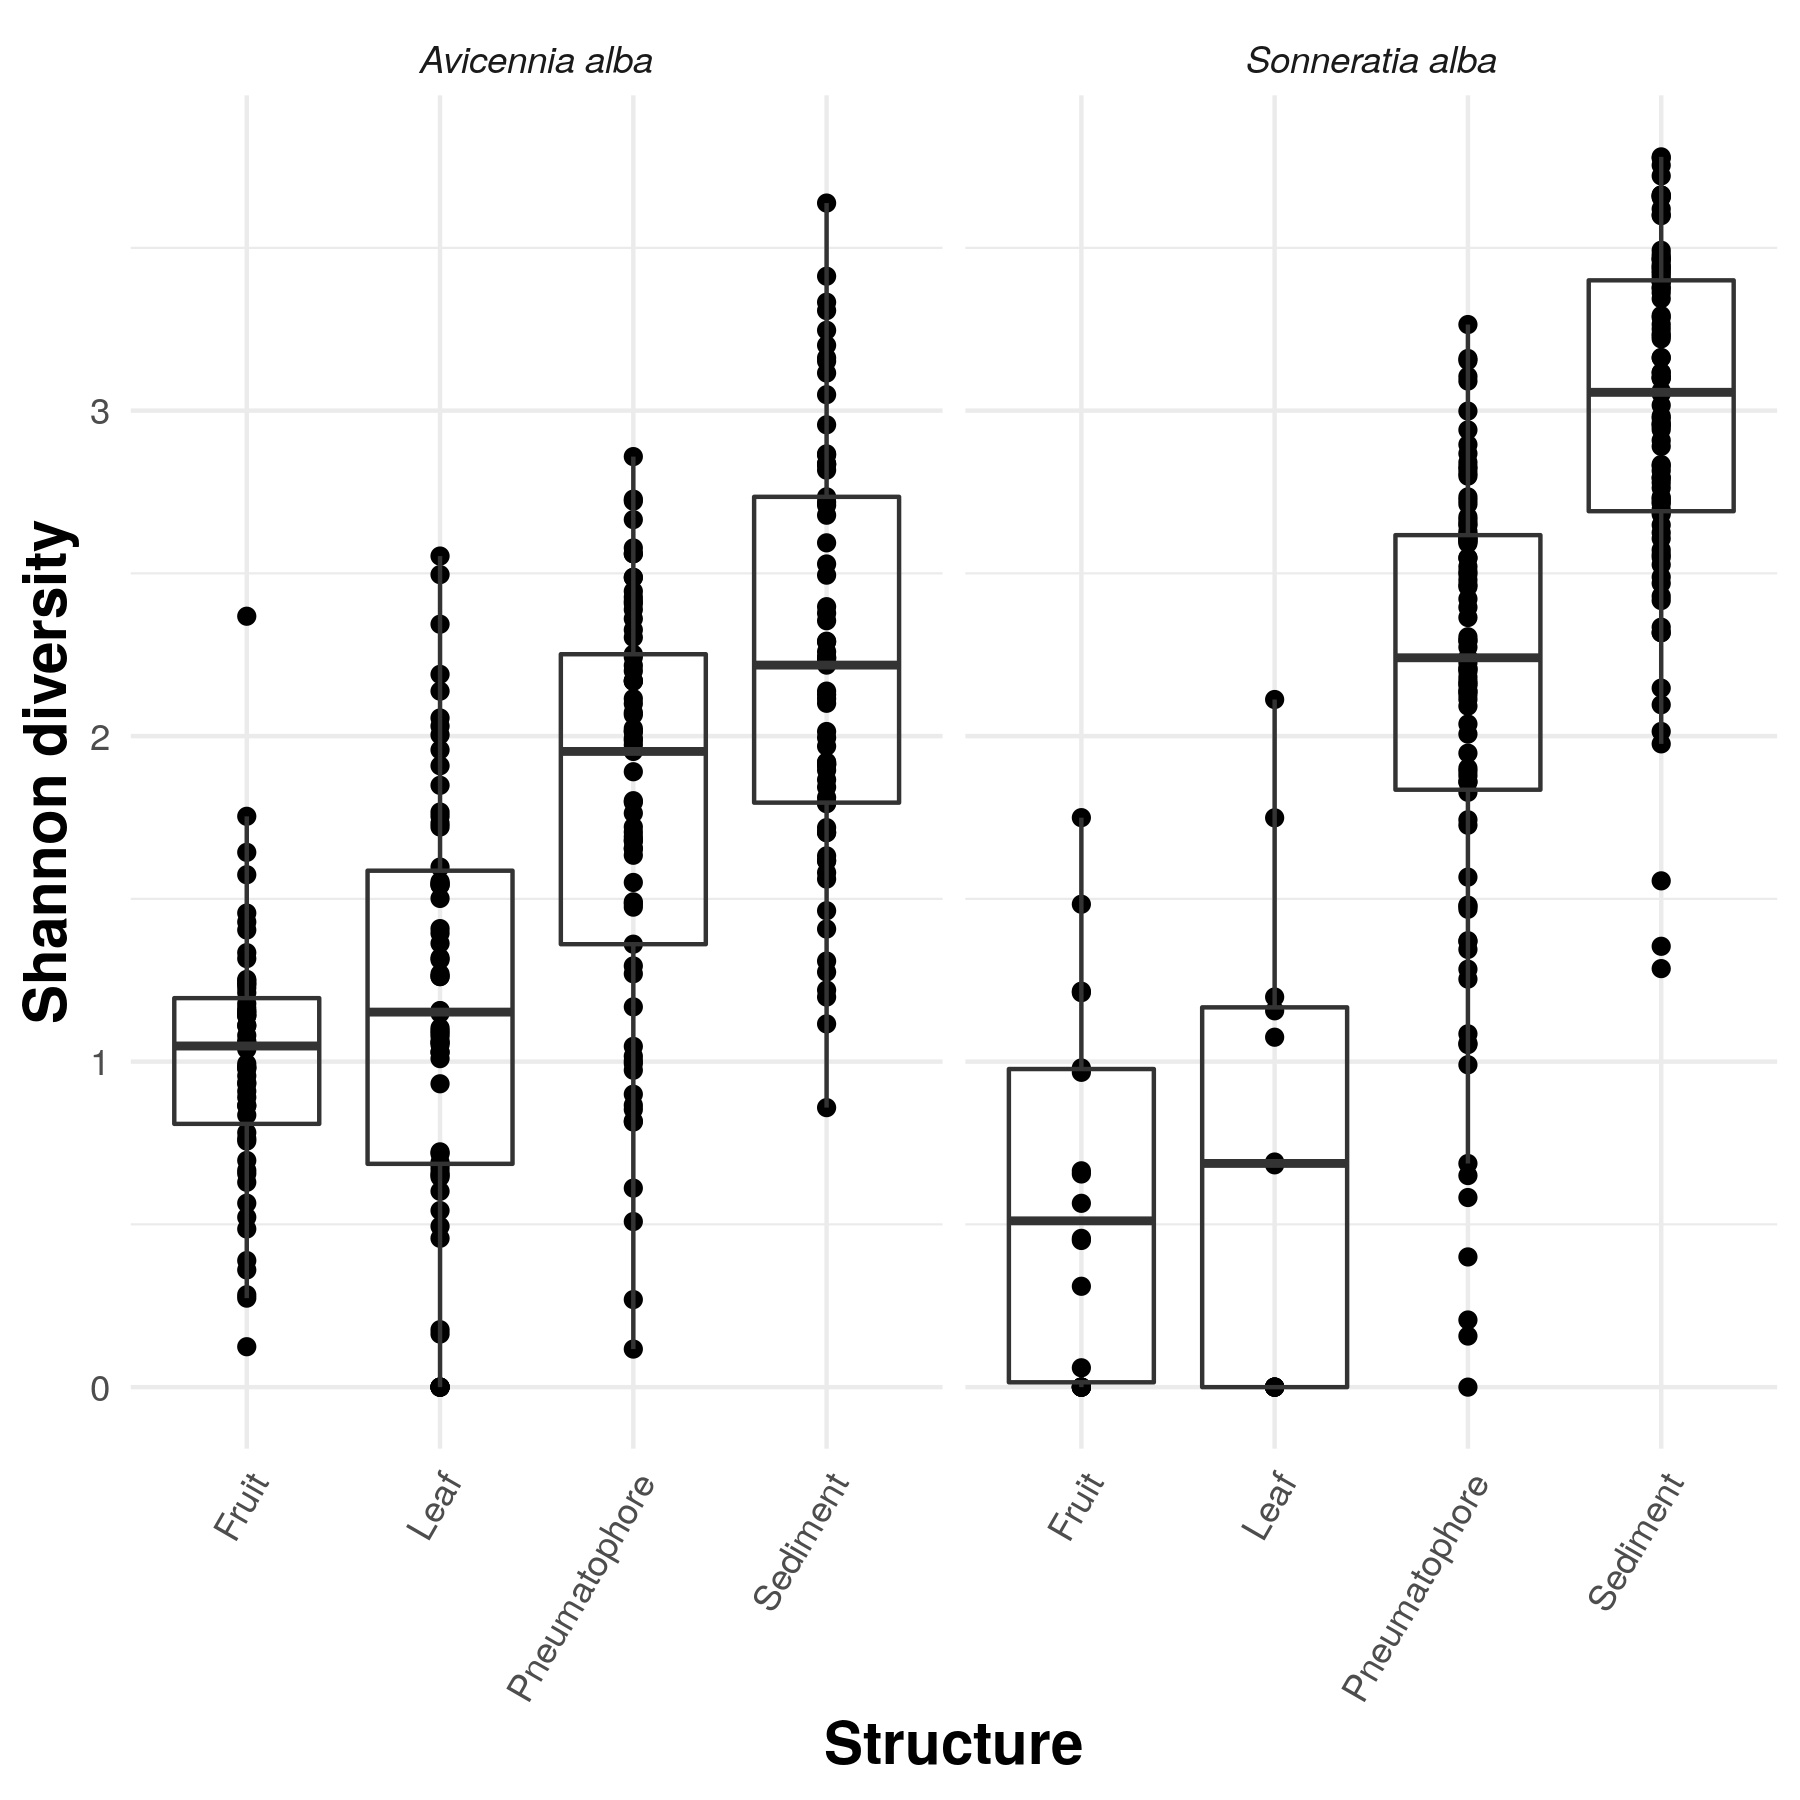 Avicennia alba
Sonneratia alba
Shannon diversity
3
2
1
0
Fruit
Leaf
Pneumatophore
Sediment
Fruit
Leaf
Pneumatophore
Sediment
Structure